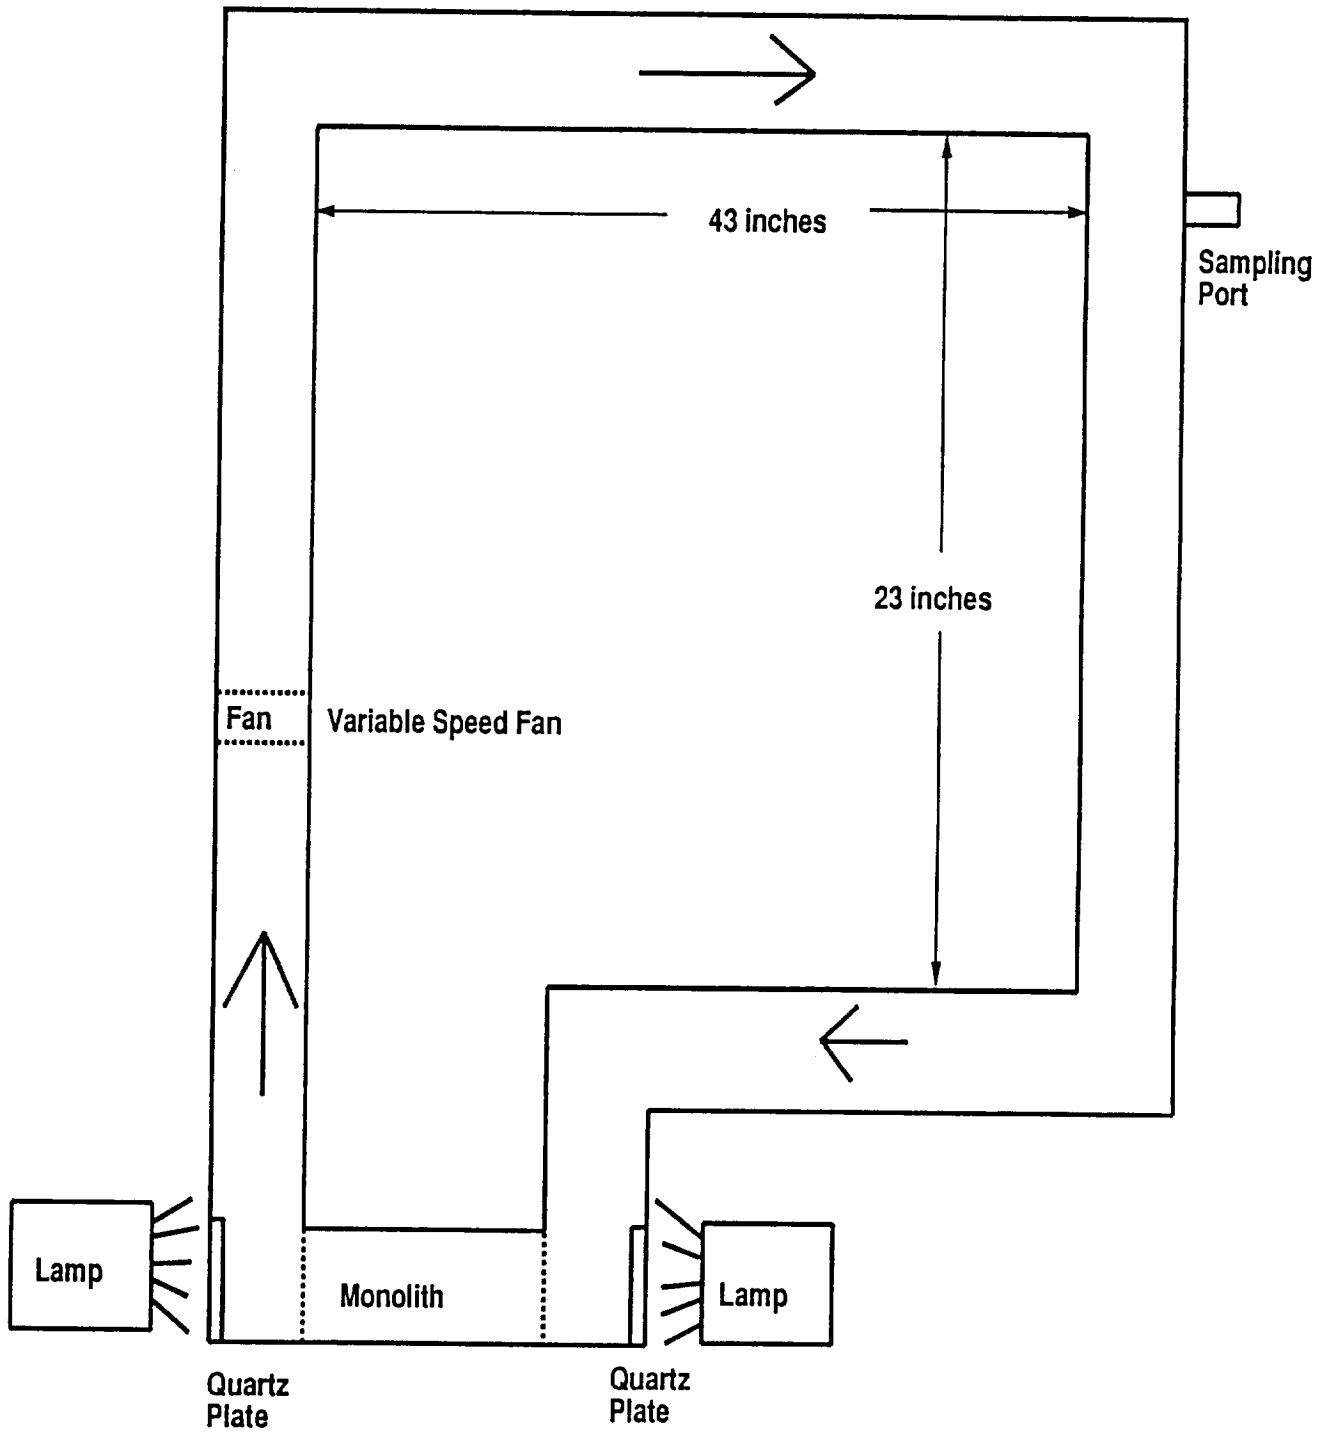 43 inches
Sampling
Port
23 inches
Fan
Variable Speed Fan
Lamp
Monolith
Lamp
Quartz
Plate
Quartz
Plate